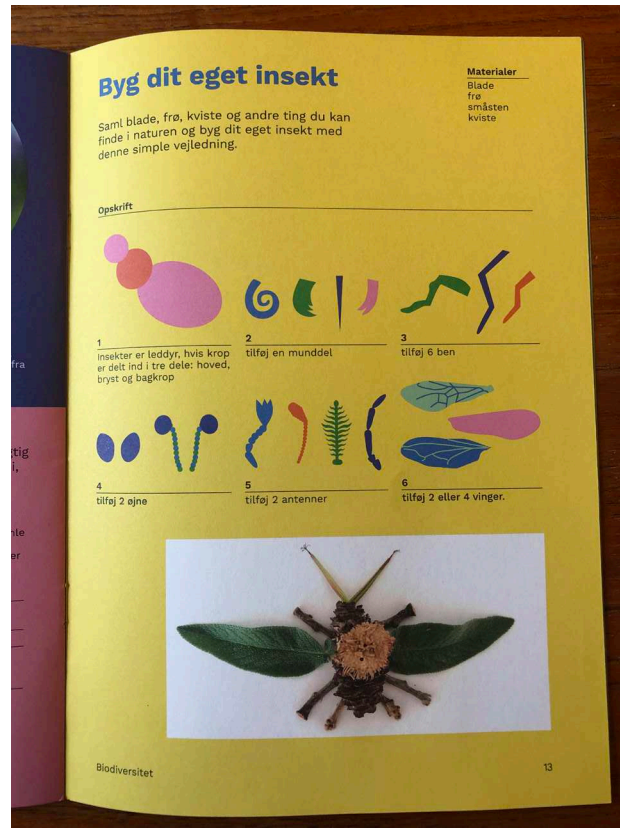 Byg dit eget insekt
Saml blade, frø, kviste og andre ting du kan
finde i naturen og byg dit eget insekt med
denne simple vejledning.
Materialer
Blade
frø
småsten
kviste
Opskrift
1
Insekter er leddyr, hvis krop
er delt ind i tre dele: hoved,
bryst og bagkrop
2
tilføj en munddel
3
tilføj 6 ben
4
tilføj 2 øjne
5
tilføj 2 antenner
6
tilføj 2 eller 4 vinger.
Biodiversitet
13
fra